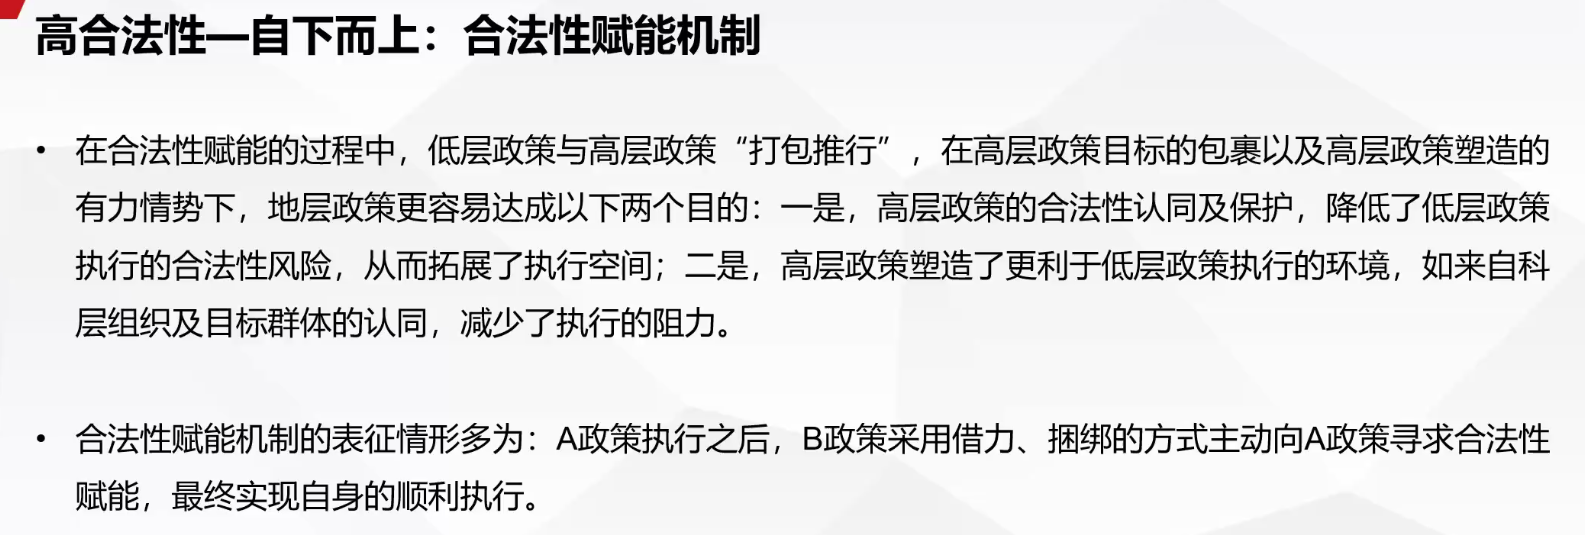 高合法性—自下而上：合法性赋能机制
• 在合法性赋能的过程中，低层政策与高层政策“打包推行”，在高层政策目标的包裹以及高层政策塑造的
有力情势下，地层政策更容易达成以下两个目的：一是，高层政策的合法性认同及保护，降低了低层政策
执行的合法性风险，从而拓展了执行空间；二是，高层政策塑造了更利于低层政策执行的环境，如来自科
层组织及目标群体的认同，减少了执行的阻力。
• 合法性赋能机制的表征情形多为：A政策执行之后，B政策采用借力、捆绑的方式主动向A政策寻求合法性
赋能，最终实现自身的顺利执行。